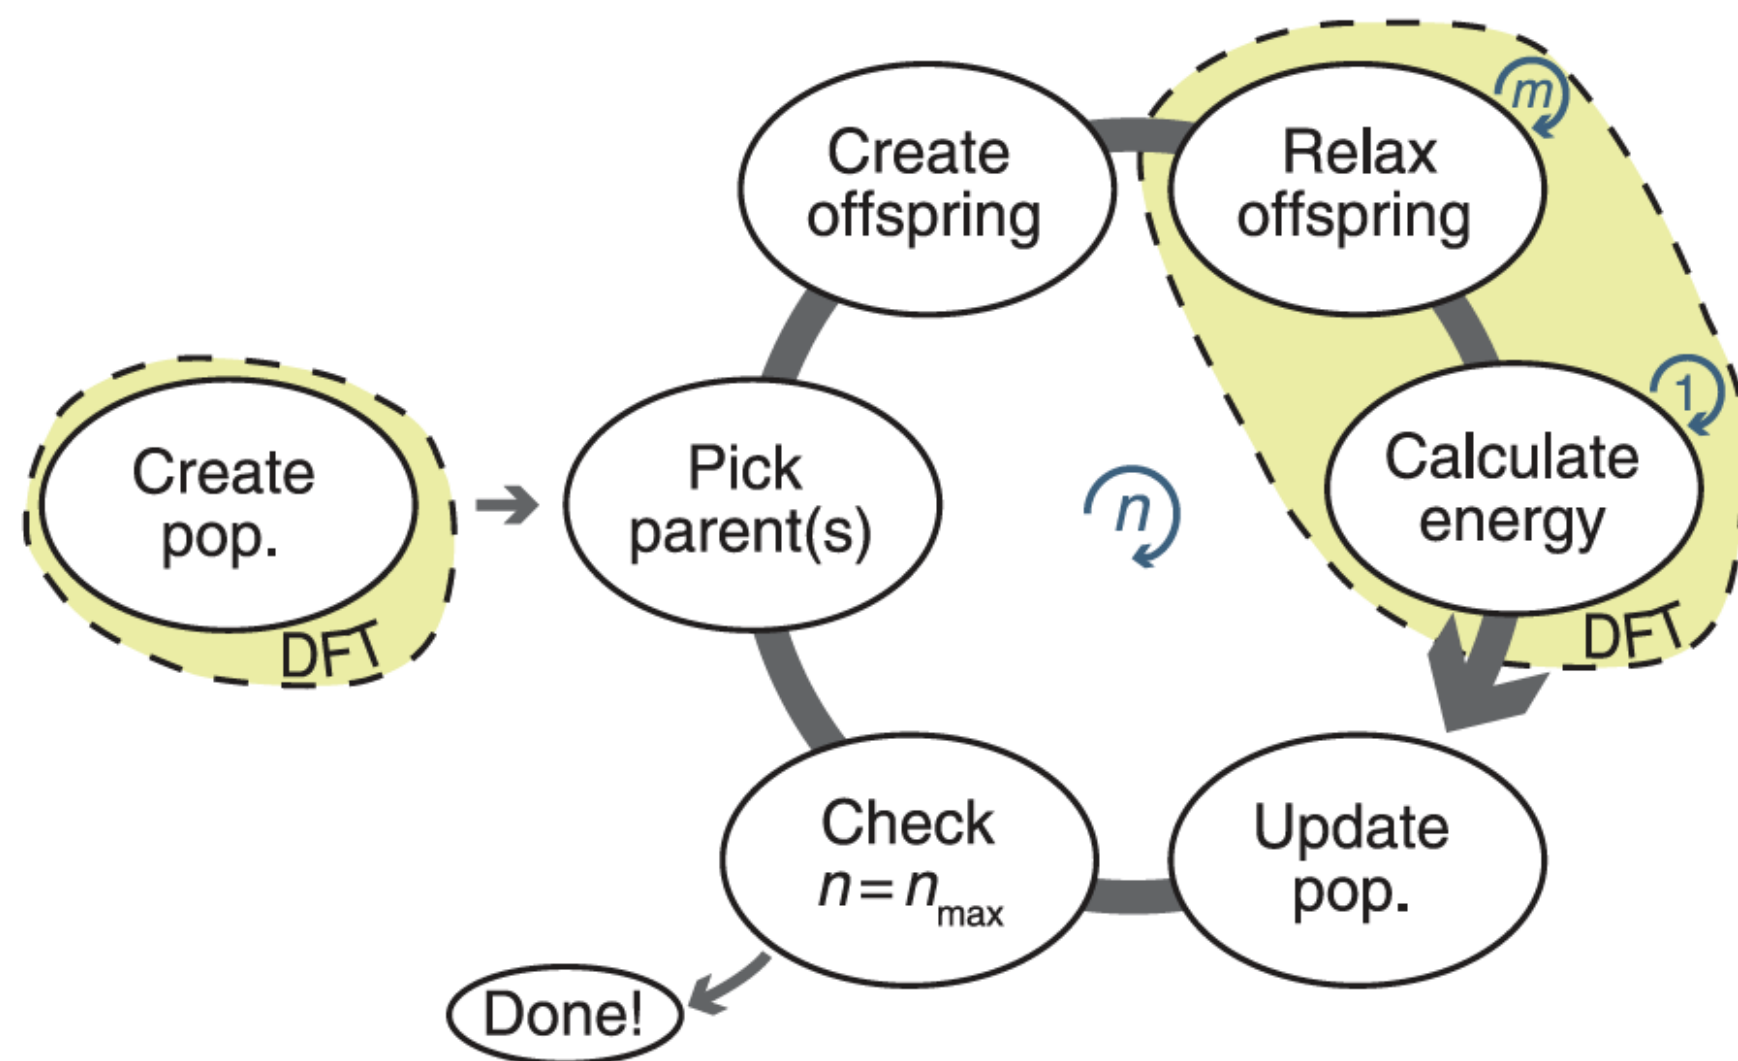 Create
pop.
DFT
Pick
parent(s)
Create
offspring
Relax
offspring
m
Calculate
energy
1
DFT
n
Update
pop.
Check
n = nmax
Done!